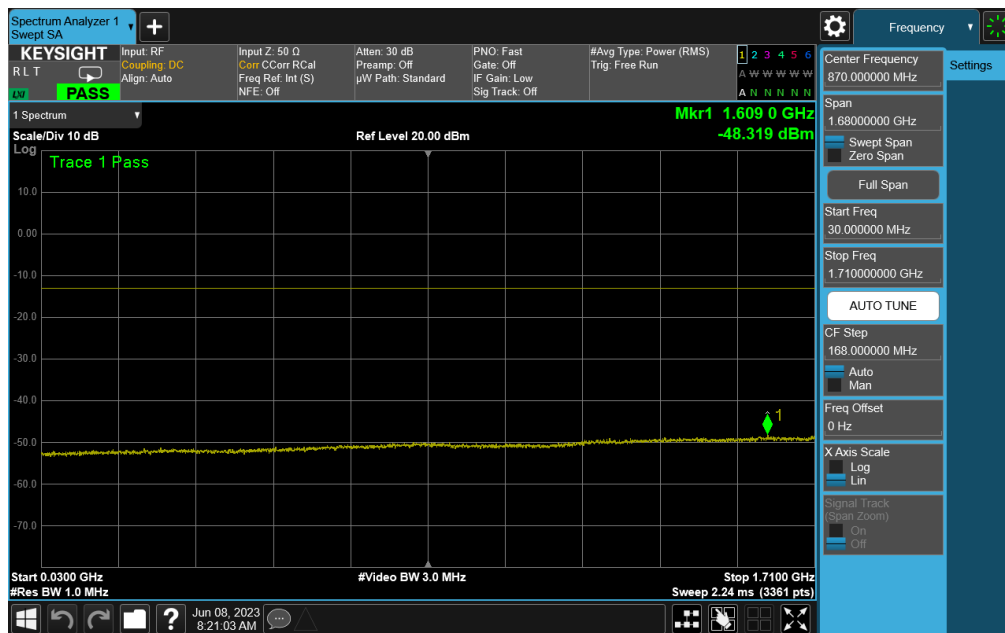 Spectrum Analyzer 1
Swept SA
Frequency
KEYSIGHT
R L T
LXI
PASS
Input: RF
Coupling: DC
Align: Auto
Input Z: 50 Ω
Corr CCorr RCal
Freq Ref: Int (S)
NFE: Off
Atten: 30 dB
Preamp: Off
µW Path: Standard
PNO: Fast
Gate: Off
IF Gain: Low
Sig Track: Off
#Avg Type: Power (RMS)
Trig: Free Run
1 2 3 4 5 6
A W W W W W
A N N N N N
1 Spectrum
Mkr1 1.609 0 GHz
Scale/Div 10 dB
Ref Level 20.00 dBm
-48.319 dBm
Log
Trace 1 Pass
10.0
0.00
-10.0
-20.0
-30.0
-40.0
-50.0
-60.0
-70.0
1
Start 0.0300 GHz
#Video BW 3.0 MHz
Stop 1.7100 GHz
#Res BW 1.0 MHz
Sweep 2.24 ms (3361 pts)
Jun 08, 2023
8:21:03 AM
Center Frequency
870.000000 MHz
Settings
Span
1.68000000 GHz
Swept Span
Zero Span
Full Span
Start Freq
30.000000 MHz
Stop Freq
1.710000000 GHz
AUTO TUNE
CF Step
168.000000 MHz
Auto
Man
Freq Offset
0 Hz
X Axis Scale
Log
Lin
Signal Track
(Span Zoom)
On
Off